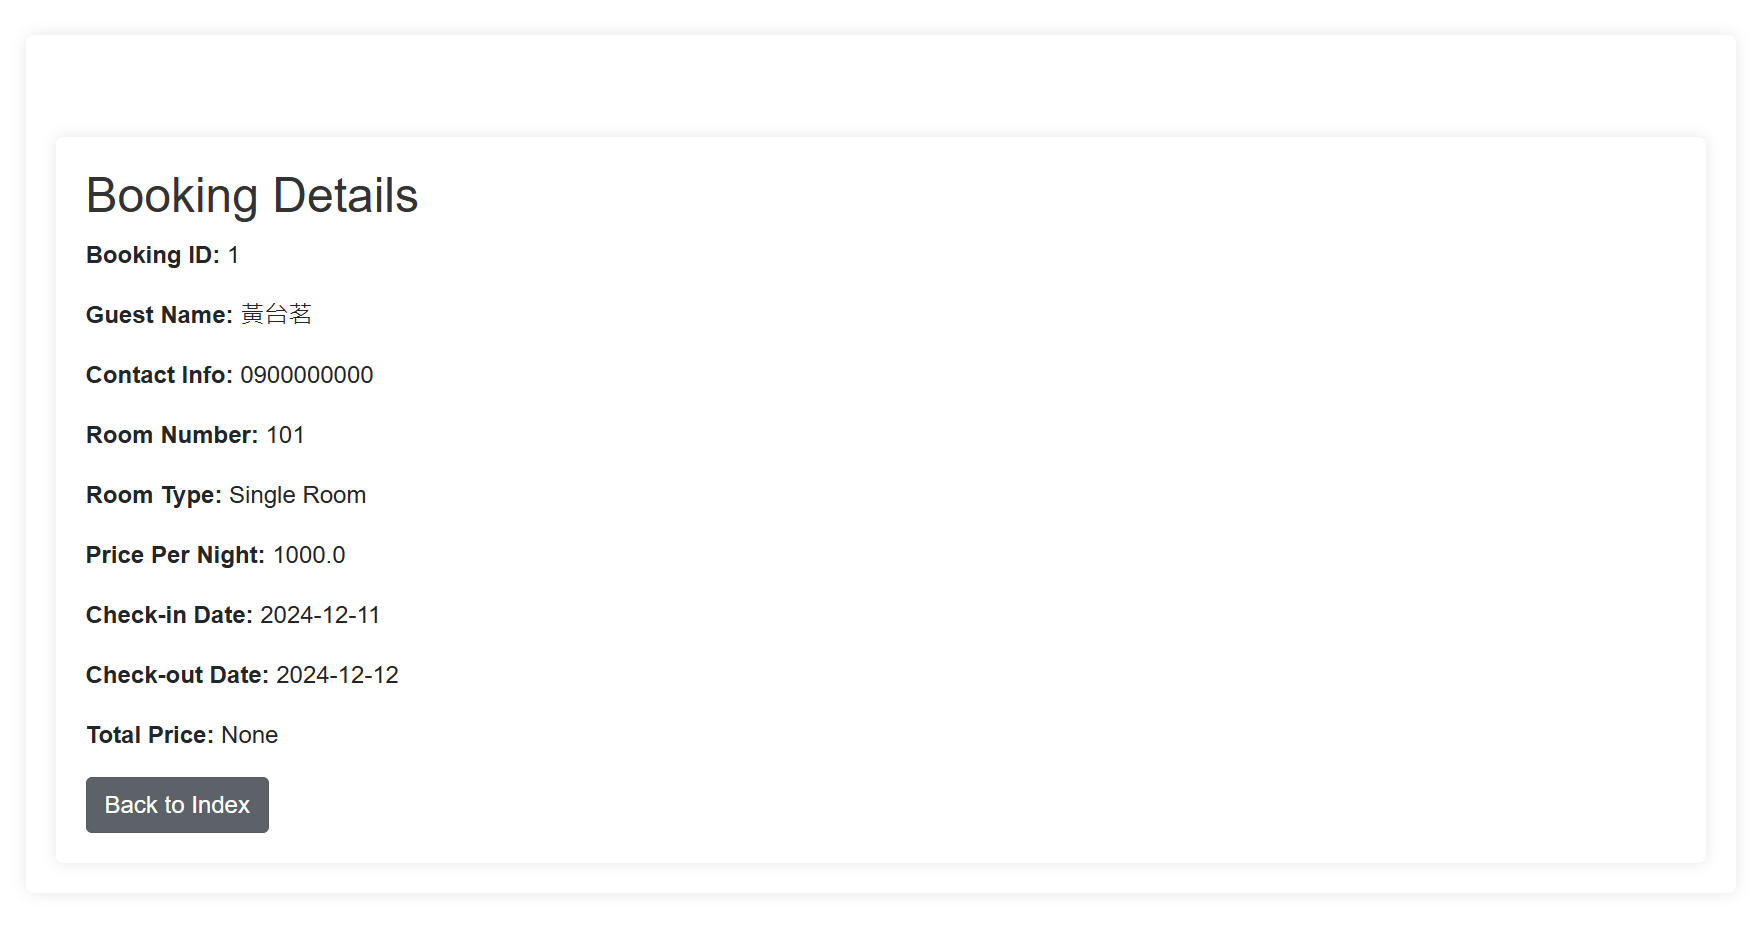 Booking Details
Booking ID: 1
Guest Name: 黃台茗
Contact Info: 0900000000
Room Number: 101
Room Type: Single Room
Price Per Night: 1000.0
Check-in Date: 2024-12-11
Check-out Date: 2024-12-12
Total Price: None
Back to Index